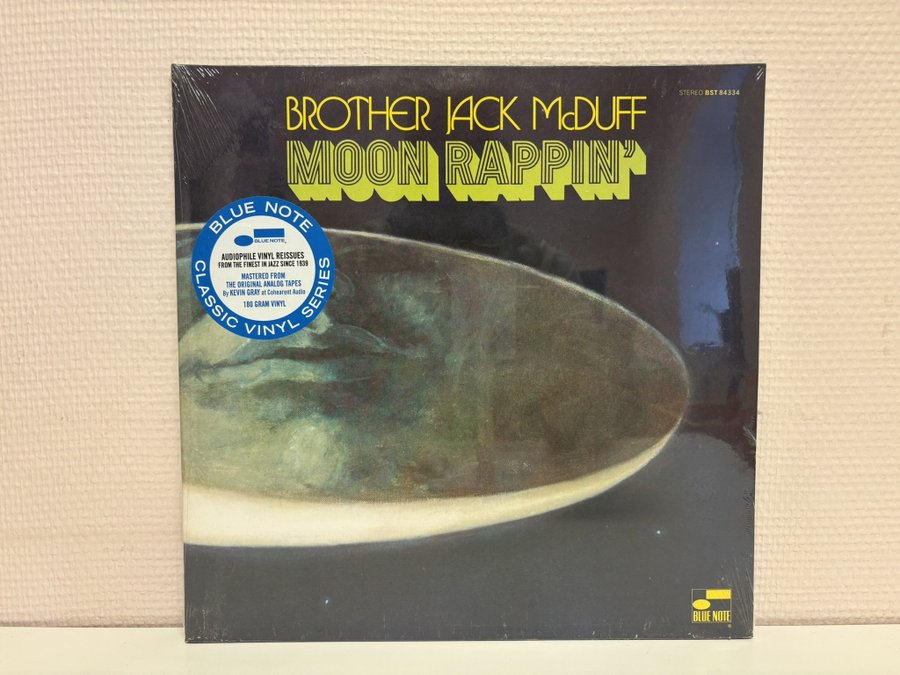 STEREO BST 84334
BROTHER JACK McDUFF
MOON RAPPIN'
BLUE NOTE
BLUE NOTE
AUDIOPHILE VINYL REISSUES
FROM THE FINEST IN JAZZ SINCE 1939
MASTERED FROM
THE ORIGINAL ANALOG TAPES
By KEVIN GRAY at Cohearent Audio
180 GRAM VINYL
CLASSIC VINYL SERIES
BLUE NOTE